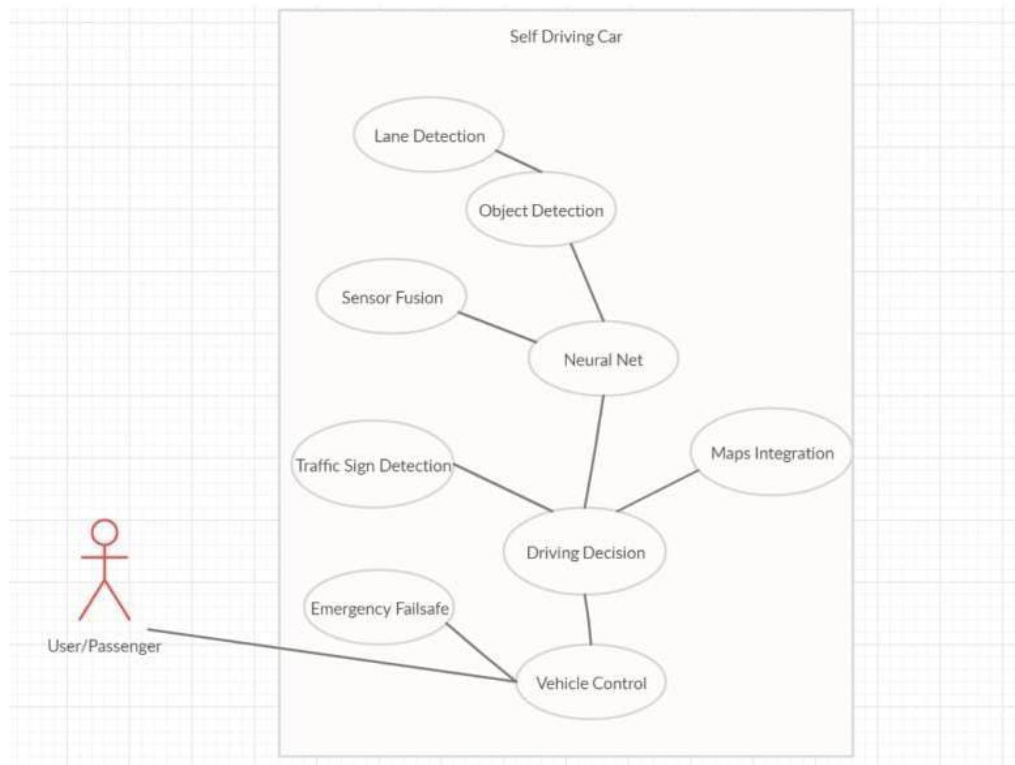 Self Driving Car
Lane Detection
Object Detection
Sensor Fusion
Neural Net
Maps Integration
Traffic Sign Detection
Driving Decision
Emergency Failsafe
User/Passenger
Vehicle Control